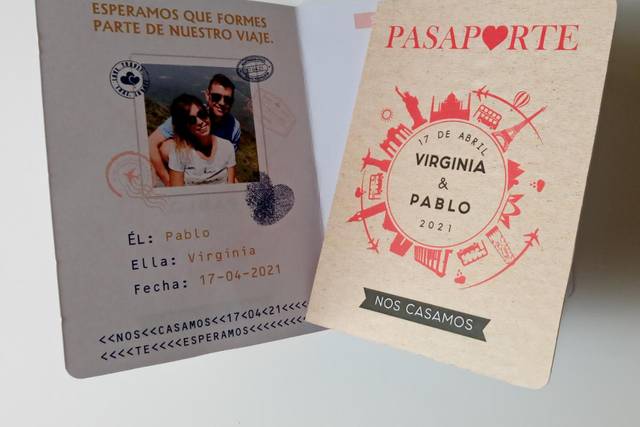 ESPERAMOS QUE FORMES
PARTE DE NUESTRO VIAJE.
ÉL: Pablo
Ella: Virginia
Fecha: 17-04-2021
<<NOS<<CASAMOS<<17<04<21<<<<<
<<<<TE<<<<ESPERAMOS<<<<<<<<
PASAPORTE
17 DE ABRIL
VIRGINIA
&
PABLO
2021
NOS CASAMOS